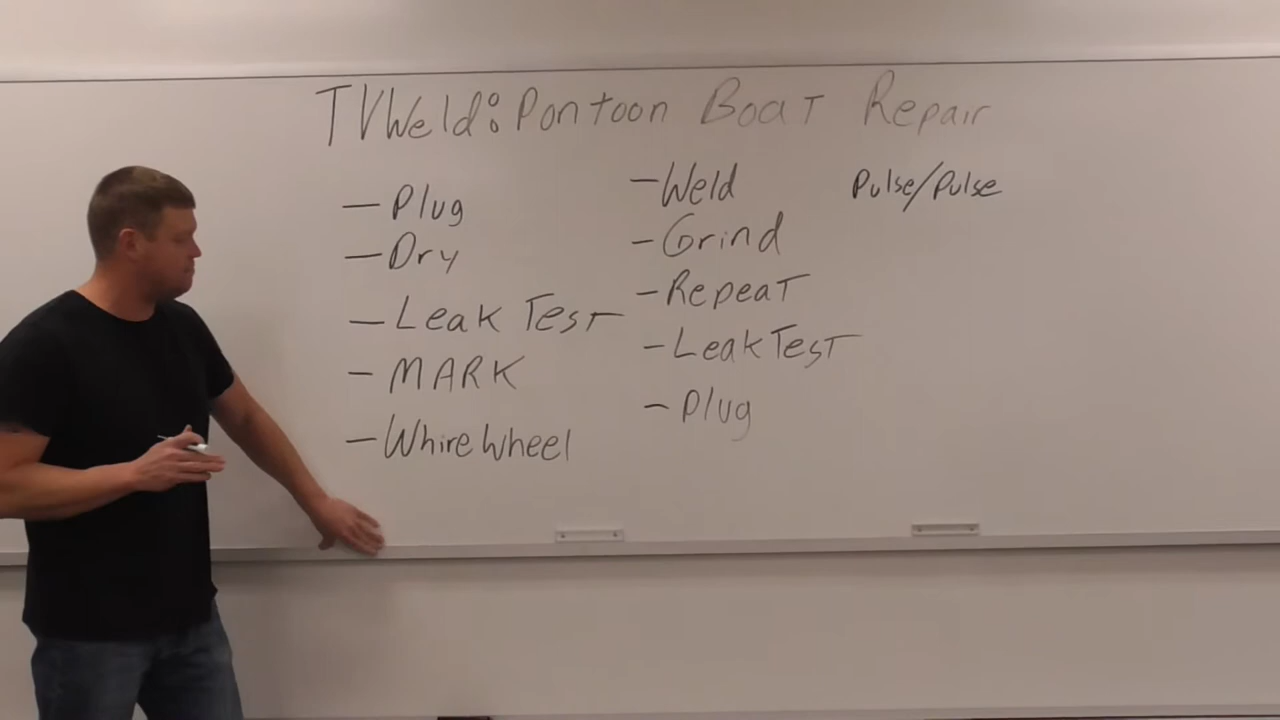 TVWeld: Pontoon Boat Repair
- Plug
- Dry
- Leak Test
- MARK
- Whire Wheel
- Weld
- Grind
- Repeat
- Leak Test
- Plug
Pulse/Pulse